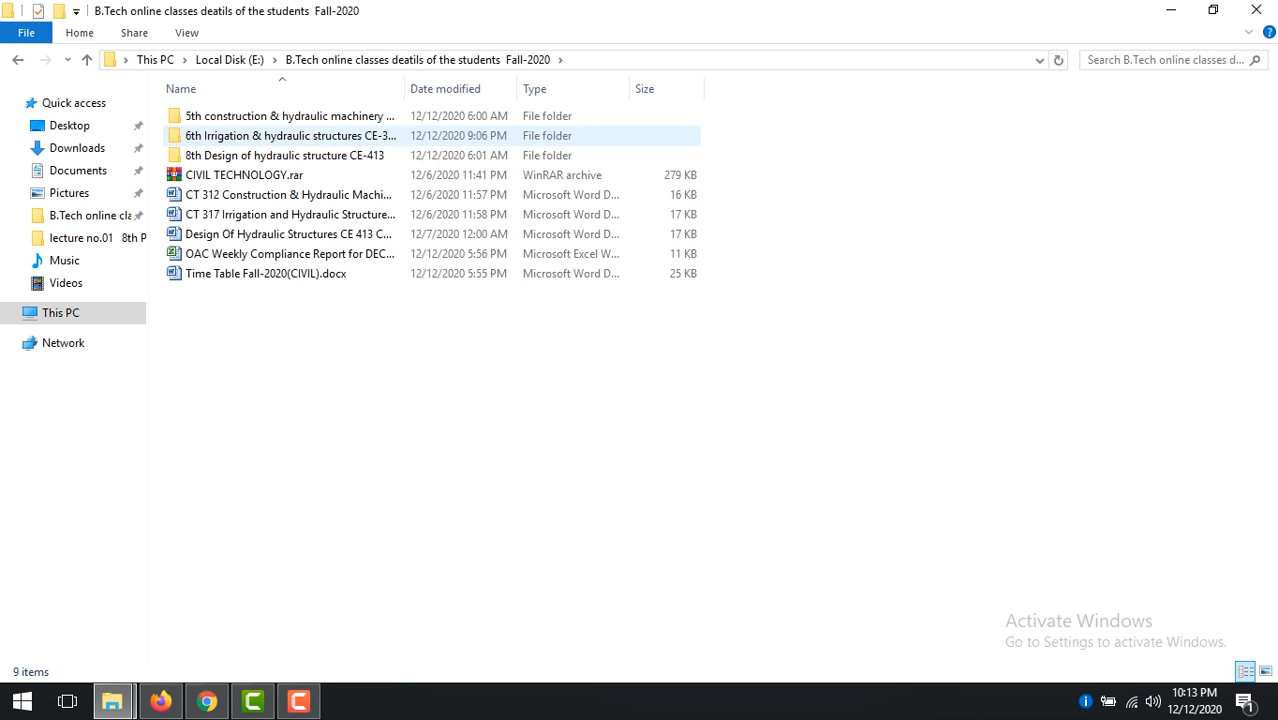 B.Tech online classes deatils of the students Fall-2020
File Home Share View
This PC Local Disk (E:) B.Tech online classes deatils of the students Fall-2020
Search B.Tech online classes d...
Name Date modified Type Size
Quick access
Desktop
Downloads
Documents
Pictures
B.Tech online cla
lecture no.01 8th P
Music
Videos
This PC
Network
5th construction & hydraulic machinery ... 12/12/2020 6:00 AM File folder
6th Irrigation & hydraulic structures CE-3... 12/12/2020 9:06 PM File folder
8th Design of hydraulic structure CE-413 12/12/2020 6:01 AM File folder
CIVIL TECHNOLOGY.rar 12/6/2020 11:41 PM WinRAR archive 279 KB
CT 312 Construction & Hydraulic Machi... 12/6/2020 11:57 PM Microsoft Word D... 16 KB
CT 317 Irrigation and Hydraulic Structure... 12/6/2020 11:58 PM Microsoft Word D... 17 KB
Design Of Hydraulic Structures CE 413 C... 12/7/2020 12:00 AM Microsoft Word D... 17 KB
OAC Weekly Compliance Report for DEC... 12/12/2020 5:56 PM Microsoft Excel W... 11 KB
Time Table Fall-2020(CIVIL).docx 12/12/2020 5:55 PM Microsoft Word D... 25 KB
Activate Windows
Go to Settings to activate Windows.
9 items
10:13 PM
12/12/2020
1